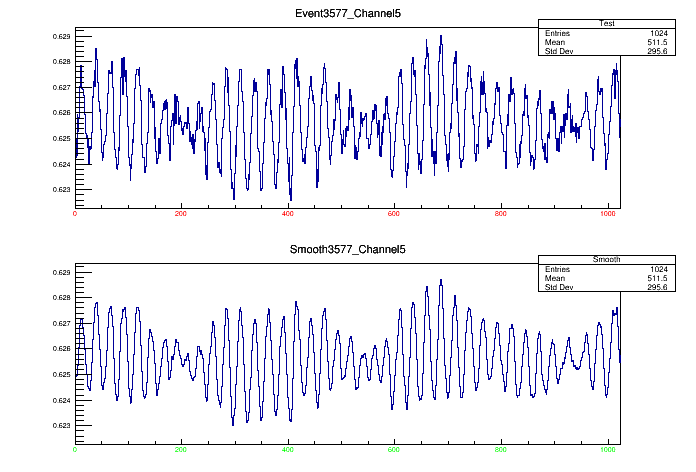 Event3577_Channel5
Test
Entries 1024
Mean 511.5
Std Dev 295.6
0.629
0.628
0.627
0.626
0.625
0.624
0.623
0 200 400 600 800 1000
Smooth3577_Channel5
Smooth
Entries 1024
Mean 511.5
Std Dev 295.6
0.629
0.628
0.627
0.626
0.625
0.624
0.623
0 200 400 600 800 1000